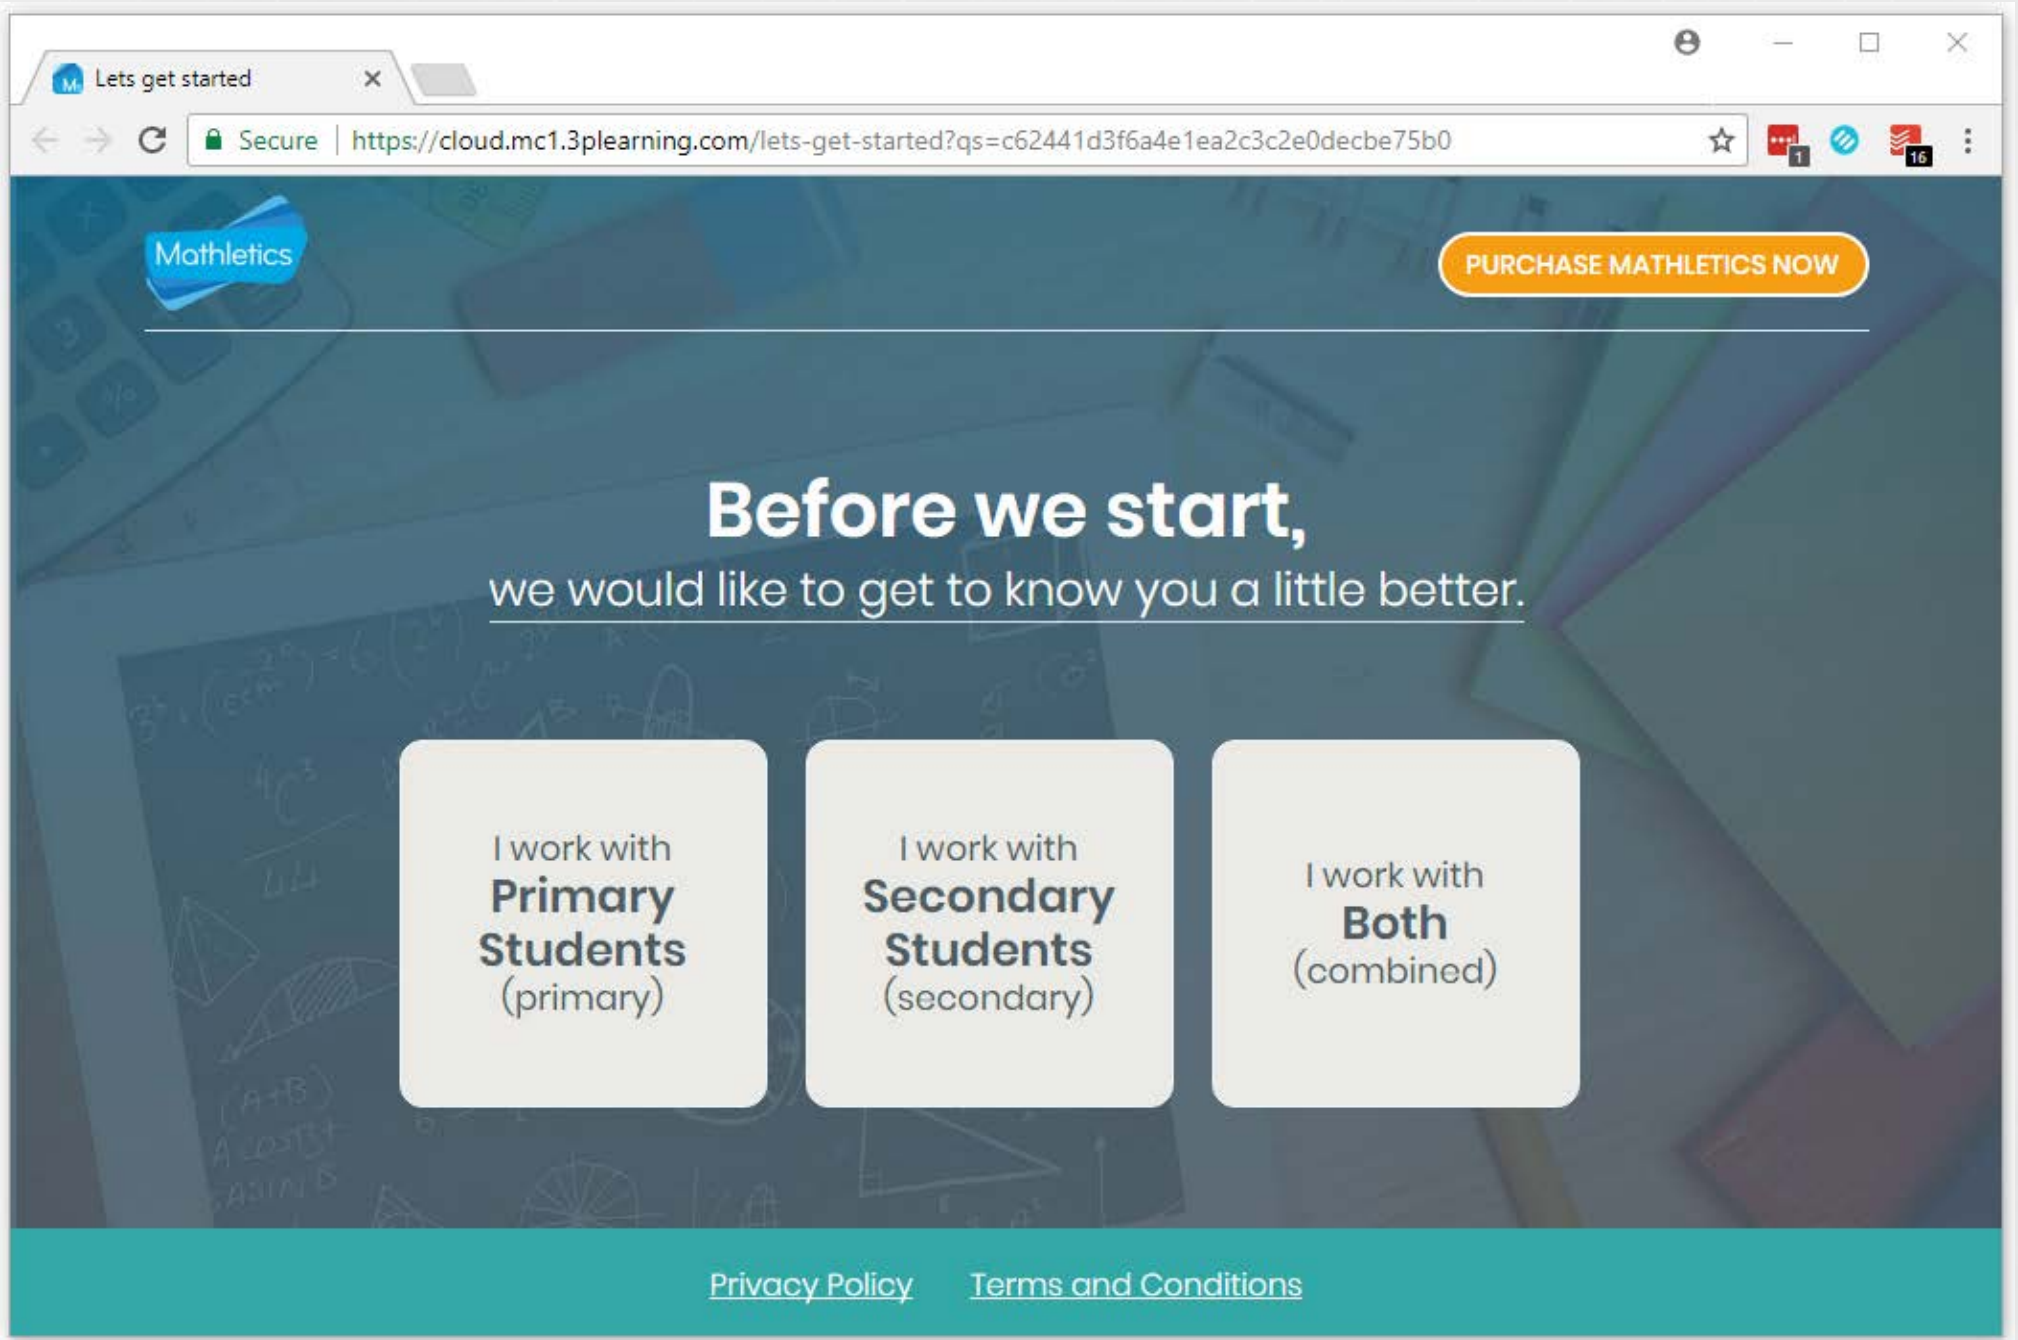 Lets get started
Secure https://cloud.mc1.3plearning.com/lets-get-started?qs=c62441d3f6a4e1ea2c3c2e0decbe75b0
1
16
Mathletics
PURCHASE MATHLETICS NOW
Before we start,
we would like to get to know you a little better.
I work with
Primary
Students
(primary)
I work with
Secondary
Students
(secondary)
I work with
Both
(combined)
Privacy Policy
Terms and Conditions